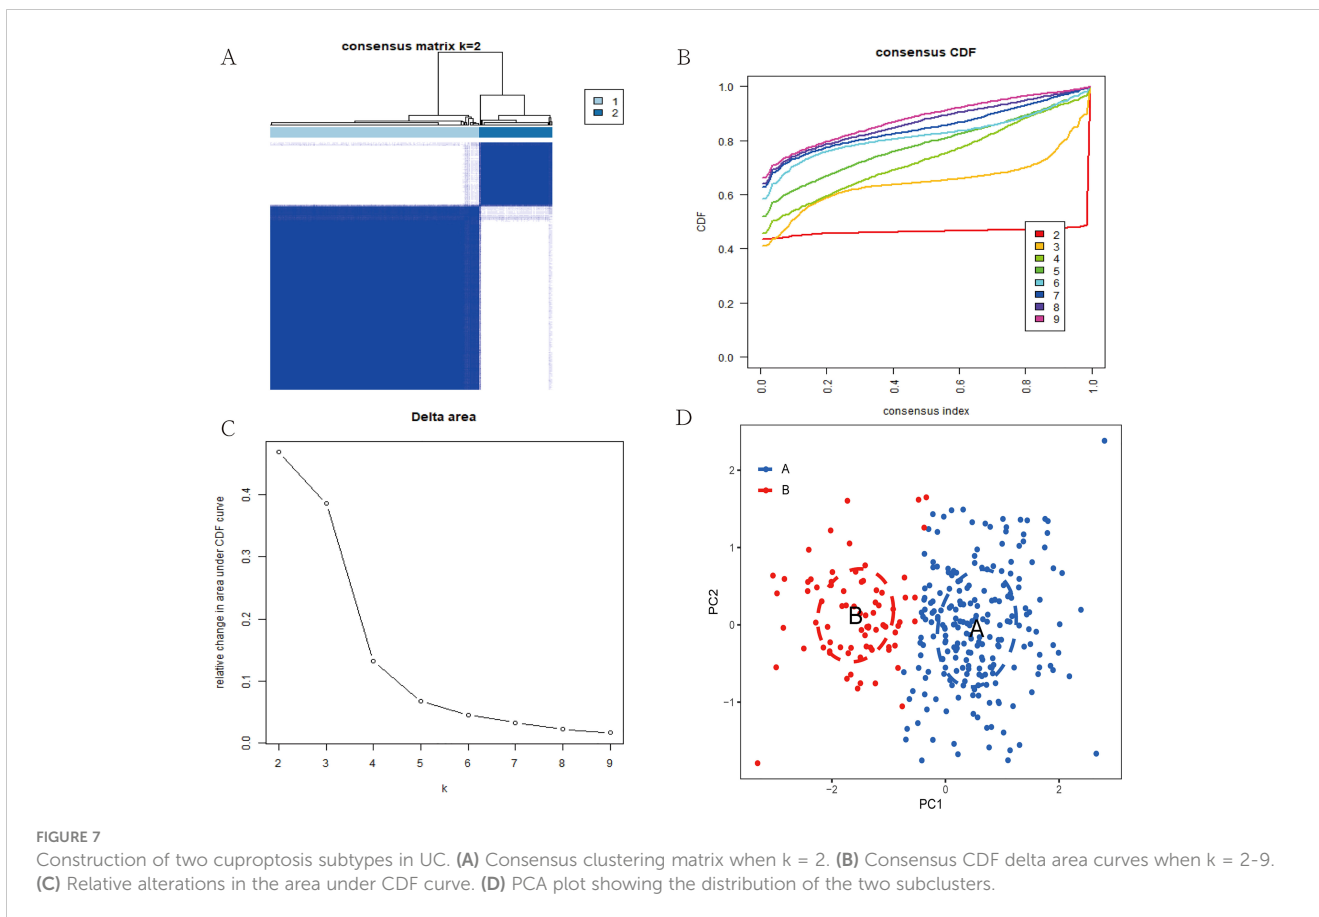 A
consensus matrix k=2
1
2
B
consensus CDF
CDF
1.0
0.8
0.6
0.4
0.2
0.0
2
3
4
5
6
7
8
9
0.0 0.2 0.4 0.6 0.8 1.0
consensus index
C
Delta area
relative change in area under CDF curve
0.4
0.3
0.2
0.1
0.0
2 3 4 5 6 7 8 9
k
D
A
B
PC2
2
1
0
−1
B
A
−2 0 2
PC1
FIGURE 7
Construction of two cuproptosis subtypes in UC. (A) Consensus clustering matrix when k = 2. (B) Consensus CDF delta area curves when k = 2-9.
(C) Relative alterations in the area under CDF curve. (D) PCA plot showing the distribution of the two subclusters.